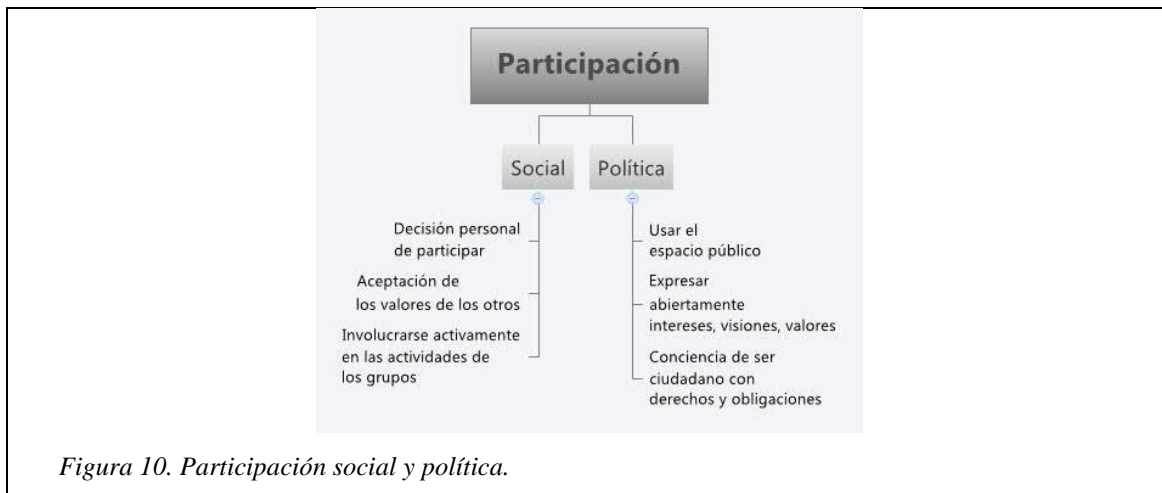 Participación
Social
Política
Decisión personal
de participar
Aceptación de
los valores de los otros
Involucrarse activamente
en las actividades de
los grupos
Usar el
espacio público
Expresar
abiertamente
intereses, visiones, valores
Conciencia de ser
ciudadano con
derechos y obligaciones
Figura 10. Participación social y política.